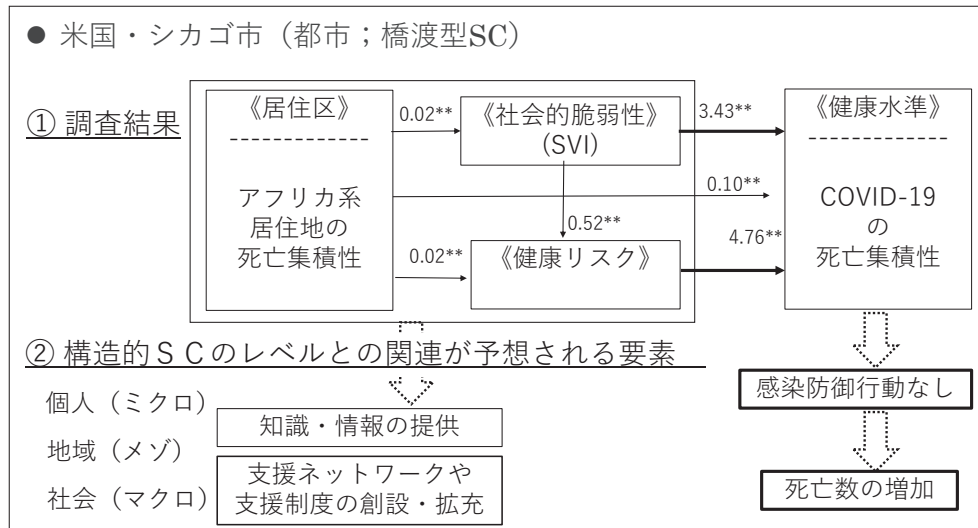 ● 米国・シカゴ市（都市；橋渡型SC）
① 調査結果
《居住区》
アフリカ系
居住地の
死亡集積性
0.02**
《社会的脆弱性》
(SVI)
3.43**
0.10**
0.52**
0.02**
《健康リスク》
4.76**
《健康水準》
COVID-19
の
死亡集積性
② 構造的ＳＣのレベルとの関連が予想される要素
個人（ミクロ）
地域（メゾ）
社会（マクロ）
知識・情報の提供
支援ネットワークや
支援制度の創設・拡充
感染防御行動なし
死亡数の増加